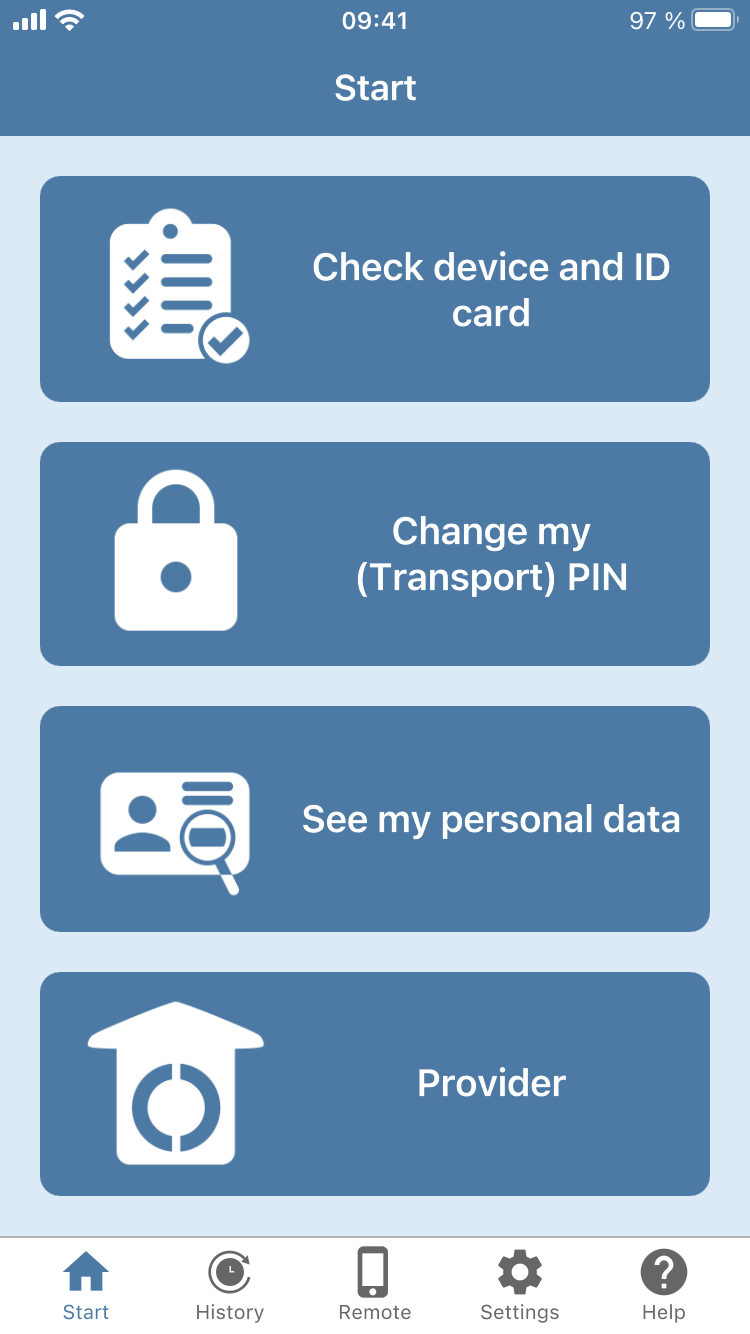 09:41
97 %
Start
Check device and ID
card
Change my
(Transport) PIN
See my personal data
Provider
Start
History
Remote
Settings
Help